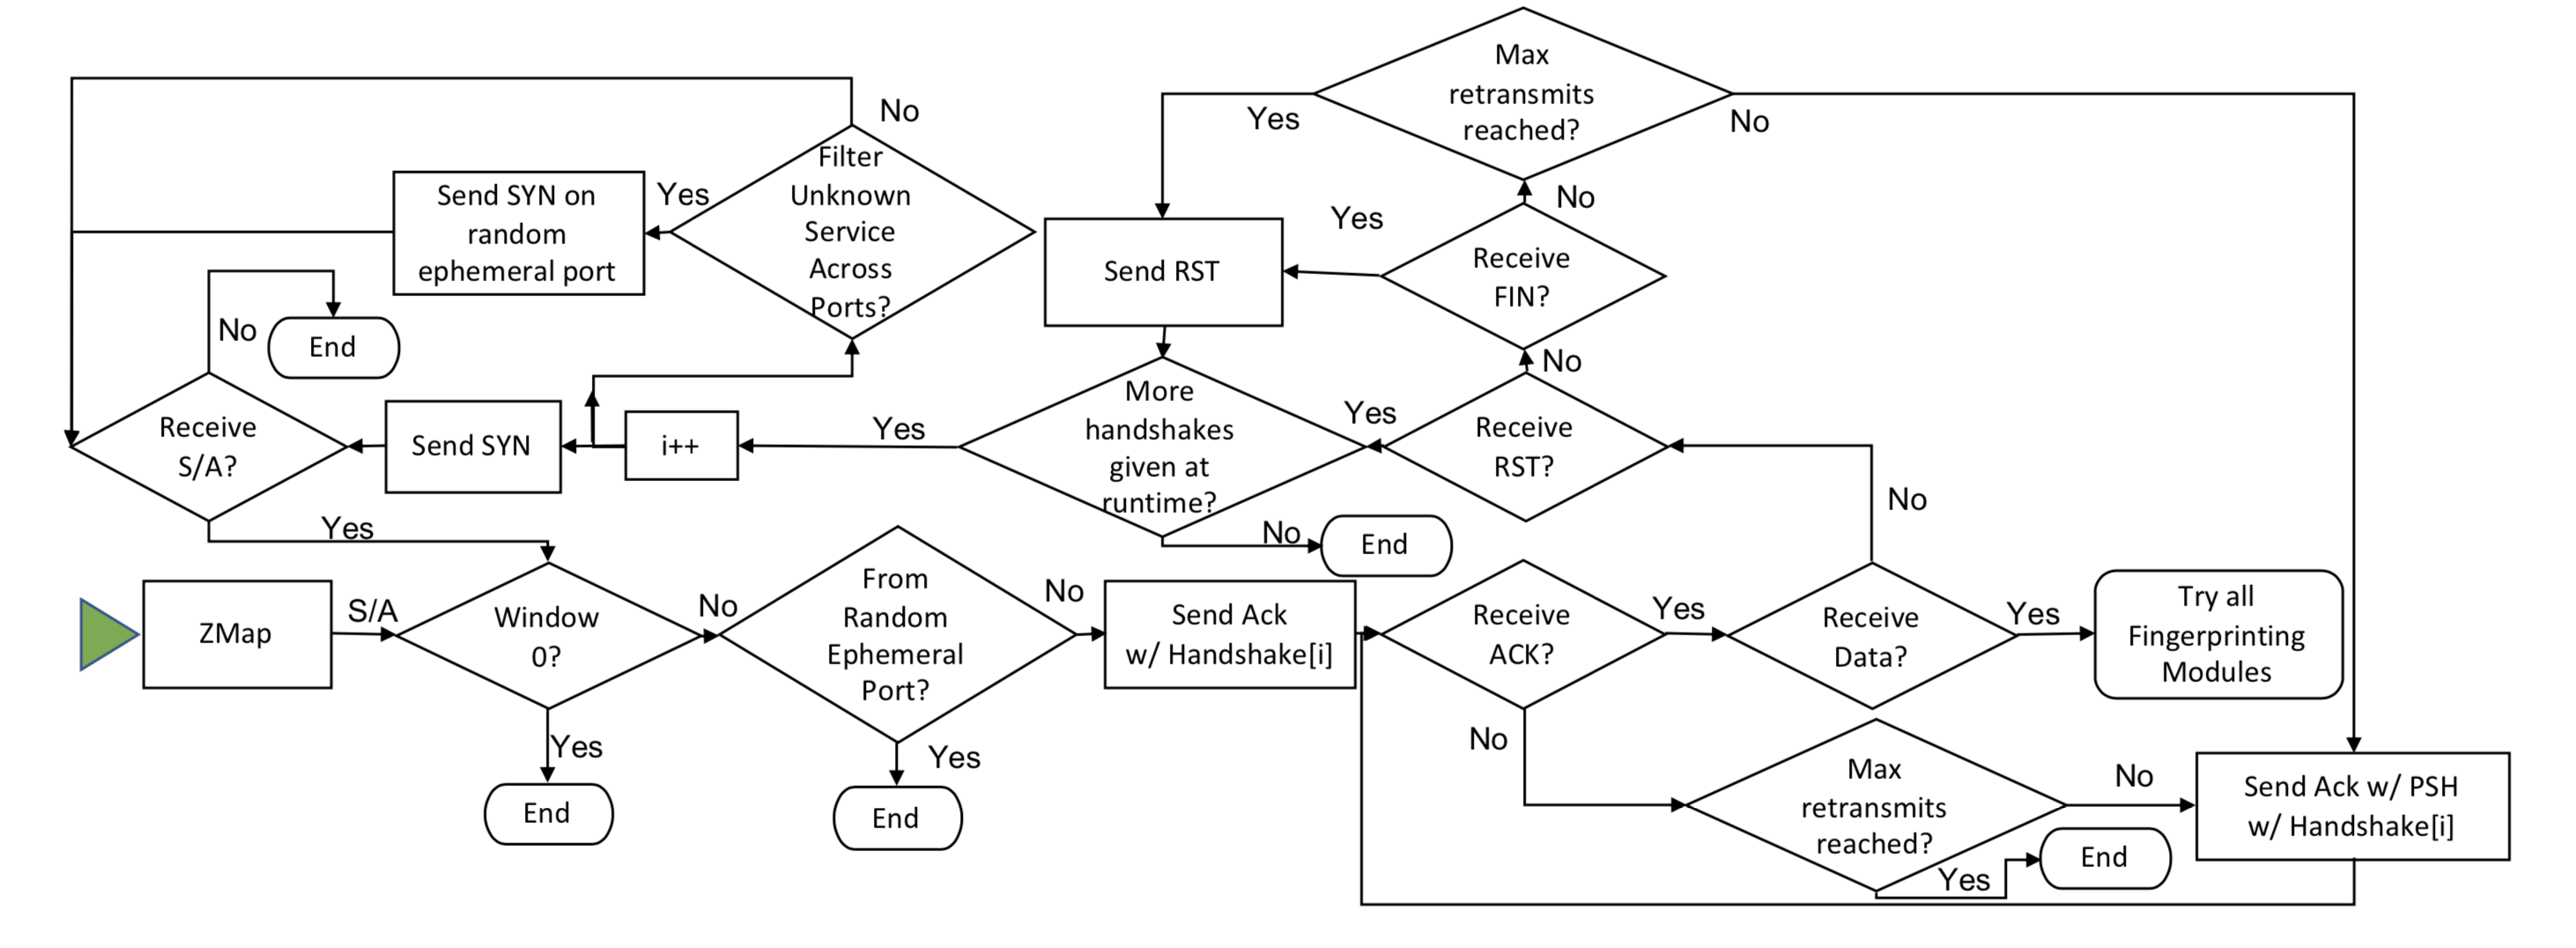 Max
retransmits
reached?
Yes
No
No
Filter
Unknown
Service
Across
Ports?
Yes
Send SYN on
random
ephemeral port
No
Yes
Receive
FIN?
Send RST
No
End
No
More
handshakes
given at
runtime?
Yes
Receive
RST?
Yes
i++
Send SYN
Receive
S/A?
No
Yes
No
End
ZMap
S/A
Window
0?
No
From
Random
Ephemeral
Port?
No
Send Ack
w/ Handshake[i]
Receive
ACK?
Yes
Receive
Data?
Yes
Try all
Fingerprinting
Modules
Yes
End
Yes
End
No
Max
retransmits
reached?
No
Send Ack w/ PSH
w/ Handshake[i]
Yes
End